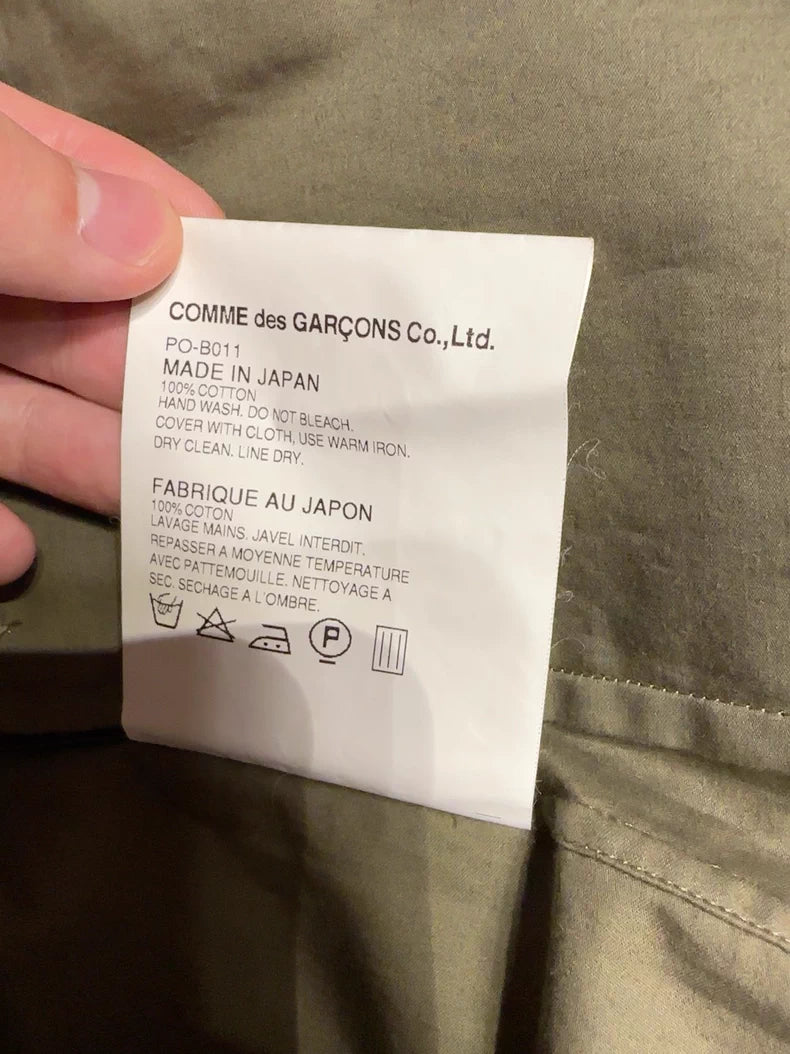 COMME des GARÇONS Co.,Ltd.
PO-B011
MADE IN JAPAN
100% COTTON
HAND WASH. DO NOT BLEACH.
COVER WITH CLOTH, USE WARM IRON.
DRY CLEAN. LINE DRY.
FABRIQUE AU JAPON
100% COTON
LAVAGE MAINS. JAVEL INTERDIT.
REPASSER A MOYENNE TEMPERATURE
AVEC PATTEMOUILLE. NETTOYAGE A
SEC. SECHAGE A L'OMBRE.
P